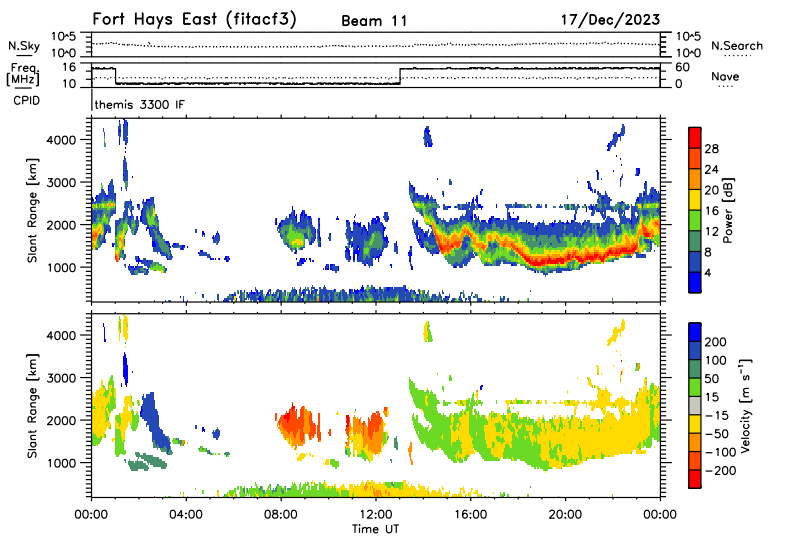 Fort Hays East (fitacf3) Beam 11 17/Dec/2023
N.Sky 10^5 10^0 10^5 10^0 N.Search
Freq. [MHz] 16 10 60 0 Nave
CPID themis 3300 IF
Slant Range [km] 4000 3000 2000 1000
Power [dB] 28 24 20 16 12 8 4
Slant Range [km] 4000 3000 2000 1000
Velocity [m s⁻¹] 200 100 50 15 −15 −50 −100 −200
00:00 04:00 08:00 12:00 16:00 20:00 00:00
Time UT